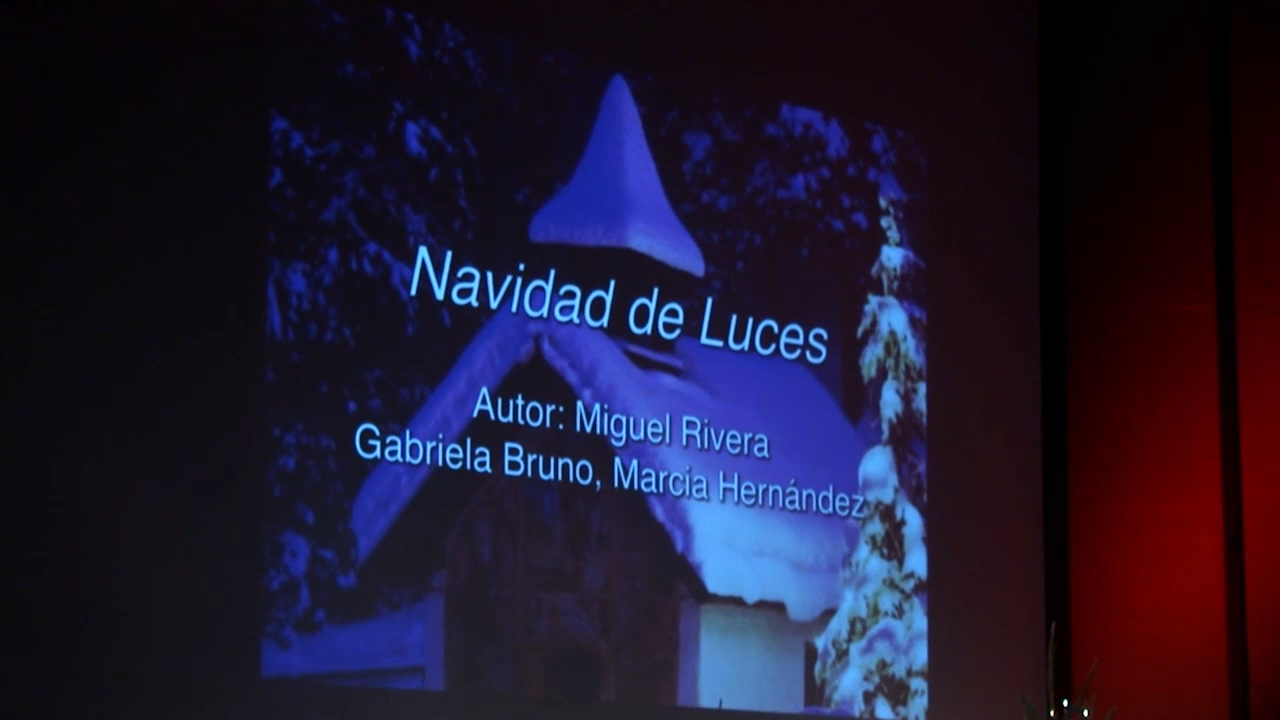 Navidad de Luces
Autor: Miguel Rivera
Gabriela Bruno, Marcia Hernández